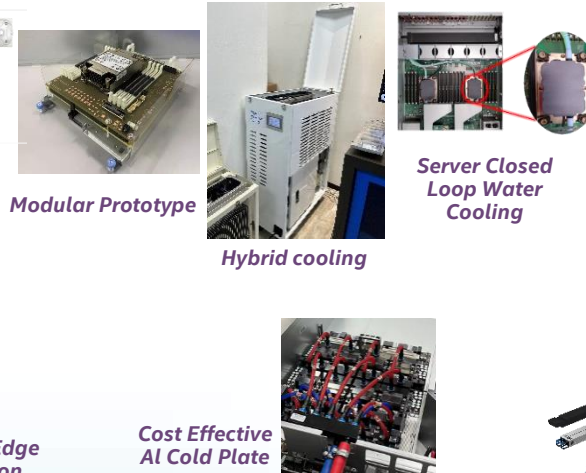 Modular Prototype
Hybrid cooling
Server Closed
Loop Water
Cooling
Cost Effective
Al Cold Plate